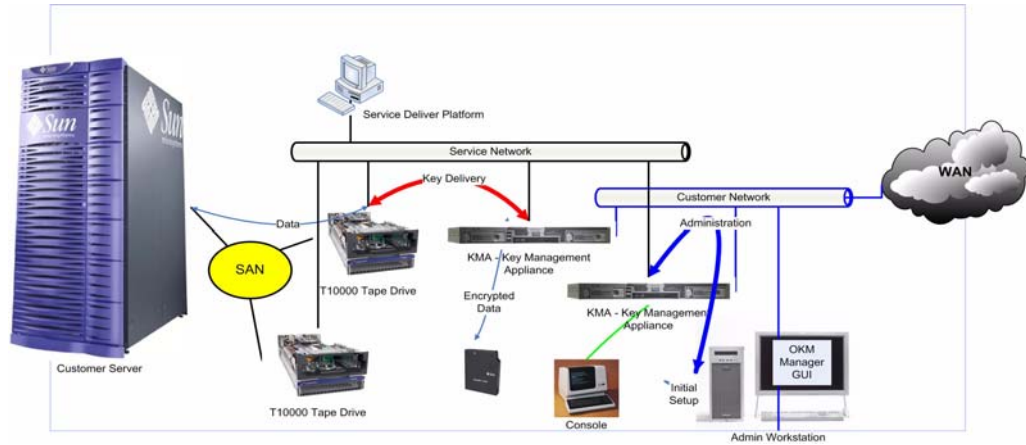 Sun
Sun
Service Deliver Platform
Service Network
WAN
Key Delivery
Customer Network
Data
Administration
SAN
KMA - Key Management
Appliance
T10000 Tape Drive
KMA - Key Management
Appliance
Encrypted
Data
OKM
Manager
GUI
Customer Server
Initial
Setup
T10000 Tape Drive
Console
Admin Workstation